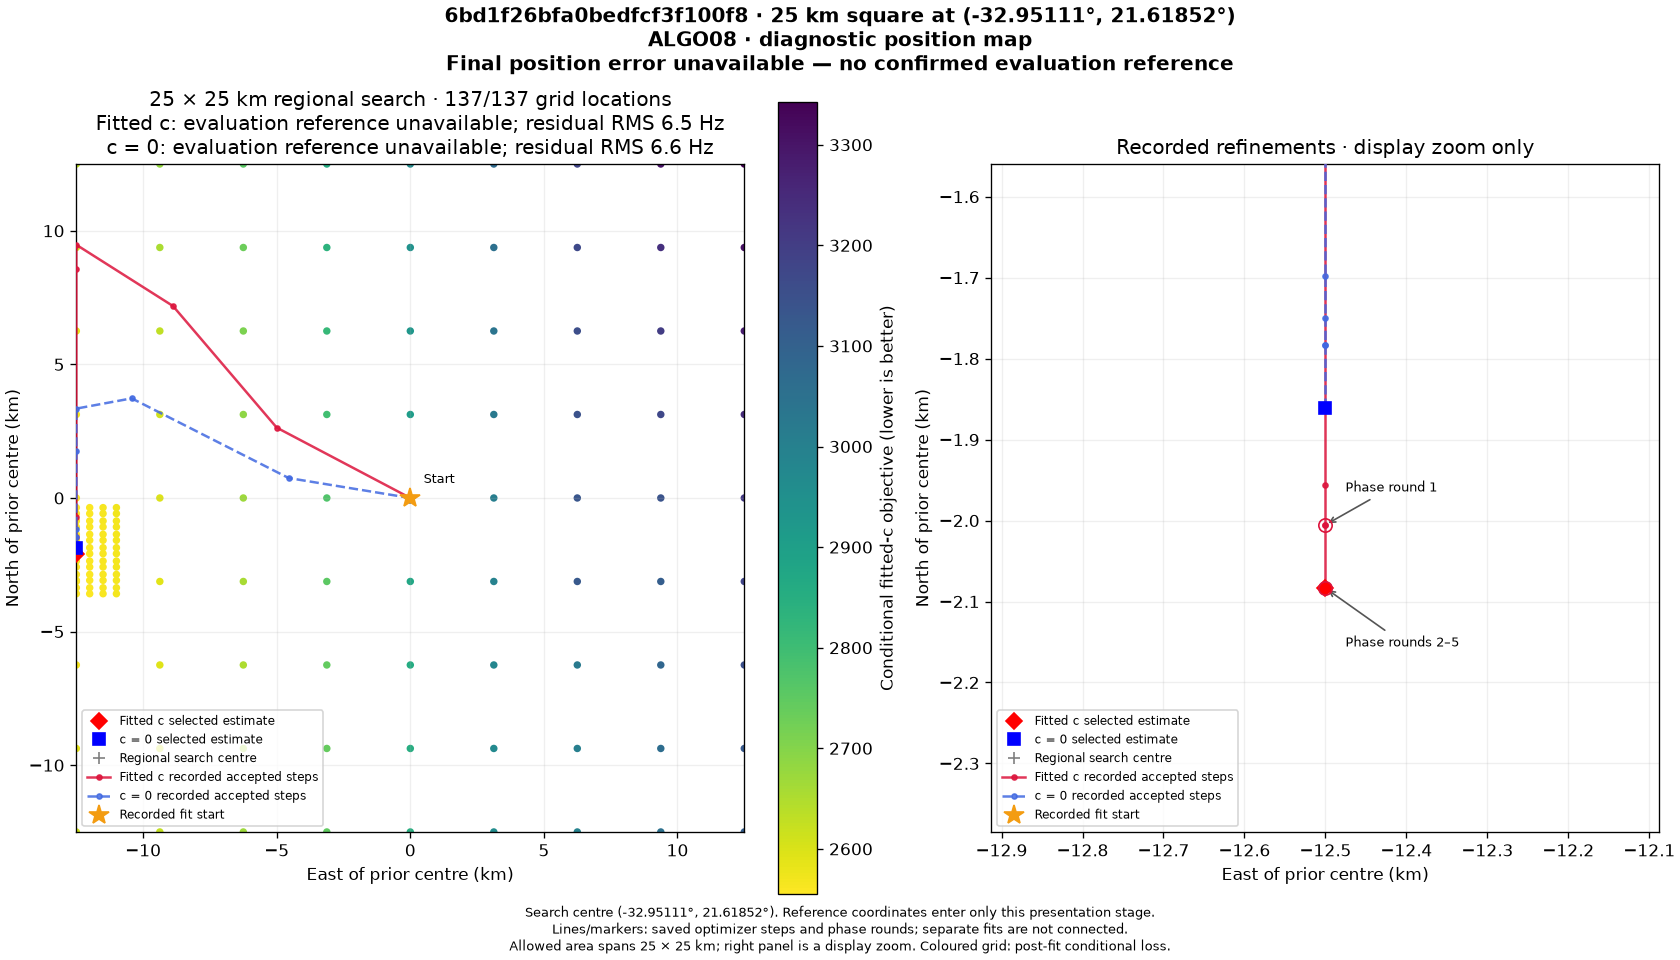 6bd1f26bfa0bedfcf3f100f8 · 25 km square at (-32.95111°, 21.61852°)
ALGO08 · diagnostic position map
Final position error unavailable — no confirmed evaluation reference
25 × 25 km regional search · 137/137 grid locations
Fitted c: evaluation reference unavailable; residual RMS 6.5 Hz
c = 0: evaluation reference unavailable; residual RMS 6.6 Hz
10
5
0
−5
−10
North of prior centre (km)
Start
Fitted c selected estimate
c = 0 selected estimate
Regional search centre
Fitted c recorded accepted steps
c = 0 recorded accepted steps
Recorded fit start
−10
−5
0
5
10
East of prior centre (km)
3300
3200
3100
3000
2900
2800
2700
2600
Conditional fitted-c objective (lower is better)
Recorded refinements · display zoom only
−1.6
−1.7
−1.8
−1.9
−2.0
−2.1
−2.2
−2.3
North of prior centre (km)
Phase round 1
Phase rounds 2–5
Fitted c selected estimate
c = 0 selected estimate
Regional search centre
Fitted c recorded accepted steps
c = 0 recorded accepted steps
Recorded fit start
−12.9
−12.8
−12.7
−12.6
−12.5
−12.4
−12.3
−12.2
−12.1
East of prior centre (km)
Search centre (-32.95111°, 21.61852°). Reference coordinates enter only this presentation stage.
Lines/markers: saved optimizer steps and phase rounds; separate fits are not connected.
Allowed area spans 25 × 25 km; right panel is a display zoom. Coloured grid: post-fit conditional loss.